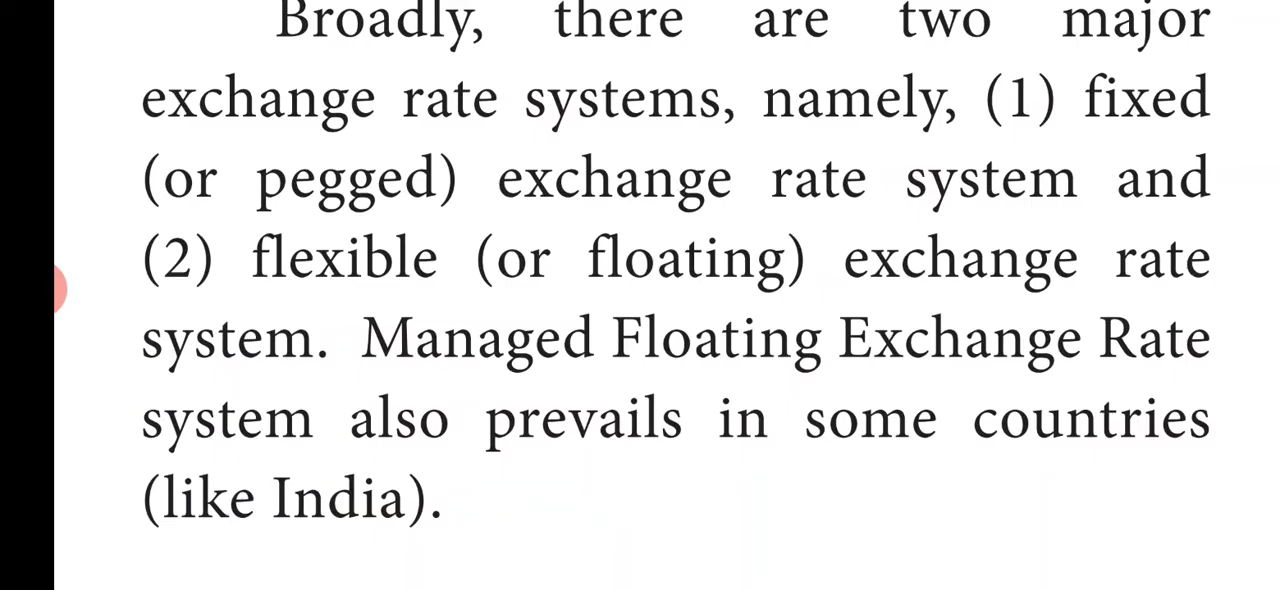 Broadly, there are two major
exchange rate systems, namely, (1) fixed
(or pegged) exchange rate system and
(2) flexible (or floating) exchange rate
system. Managed Floating Exchange Rate
system also prevails in some countries
(like India).